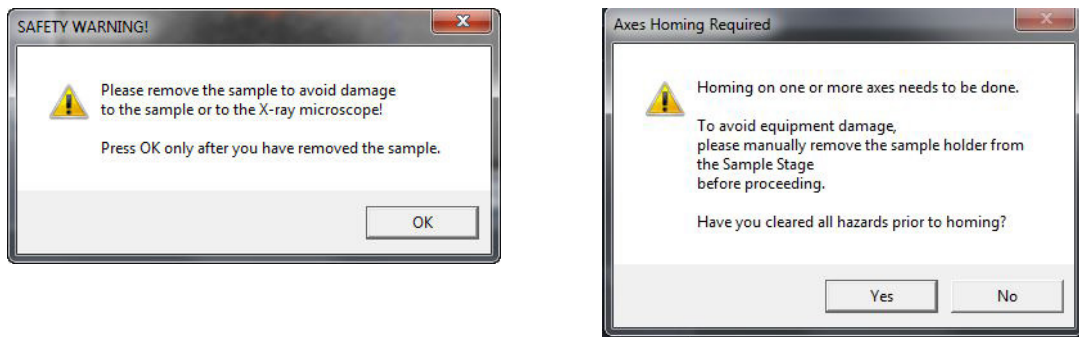 SAFETY WARNING!
Please remove the sample to avoid damage
to the sample or to the X-ray microscope!
Press OK only after you have removed the sample.
OK
Axes Homing Required
Homing on one or more axes needs to be done.
To avoid equipment damage,
please manually remove the sample holder from
the Sample Stage
before proceeding.
Have you cleared all hazards prior to homing?
Yes
No